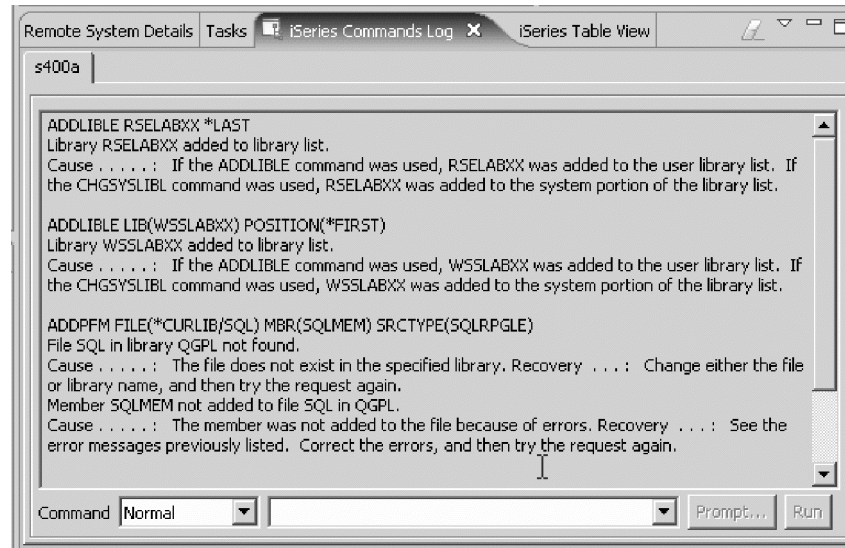 Remote System Details Tasks iSeries Commands Log iSeries Table View
s400a
ADDLIBLE RSELABXX *LAST
Library RSELABXX added to library list.
Cause . . . . . :   If the ADDLIBLE command was used, RSELABXX was added to the user library list.  If
the CHGSYSLIBL command was used, RSELABXX was added to the system portion of the library list.
ADDLIBLE LIB(WSSLABXX) POSITION(*FIRST)
Library WSSLABXX added to library list.
Cause . . . . . :   If the ADDLIBLE command was used, WSSLABXX was added to the user library list.  If
the CHGSYSLIBL command was used, WSSLABXX was added to the system portion of the library list.
ADDPFM FILE(*CURLIB/SQL) MBR(SQLMEM) SRCTYPE(SQLRPGLE)
File SQL in library QGPL not found.
Cause . . . . . :   The file does not exist in the specified library. Recovery  . . . :   Change either the file
or library name, and then try the request again.
Member SQLMEM not added to file SQL in QGPL.
Cause . . . . . :   The member was not added to the file because of errors. Recovery  . . . :   See the
error messages previously listed.  Correct the errors, and then try the request again.
Command Normal Prompt... Run